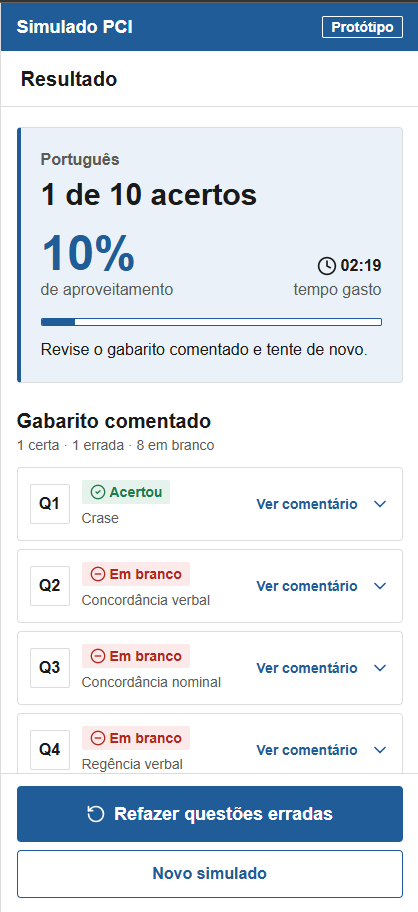 Simulado PCI
Protótipo
Resultado
Português
1 de 10 acertos
10%
de aproveitamento
02:19
tempo gasto
Revise o gabarito comentado e tente de novo.
Gabarito comentado
1 certa · 1 errada · 8 em branco
Q1
Acertou
Crase
Ver comentário
Q2
Em branco
Concordância verbal
Ver comentário
Q3
Em branco
Concordância nominal
Ver comentário
Q4
Em branco
Regência verbal
Ver comentário
Refazer questões erradas
Novo simulado